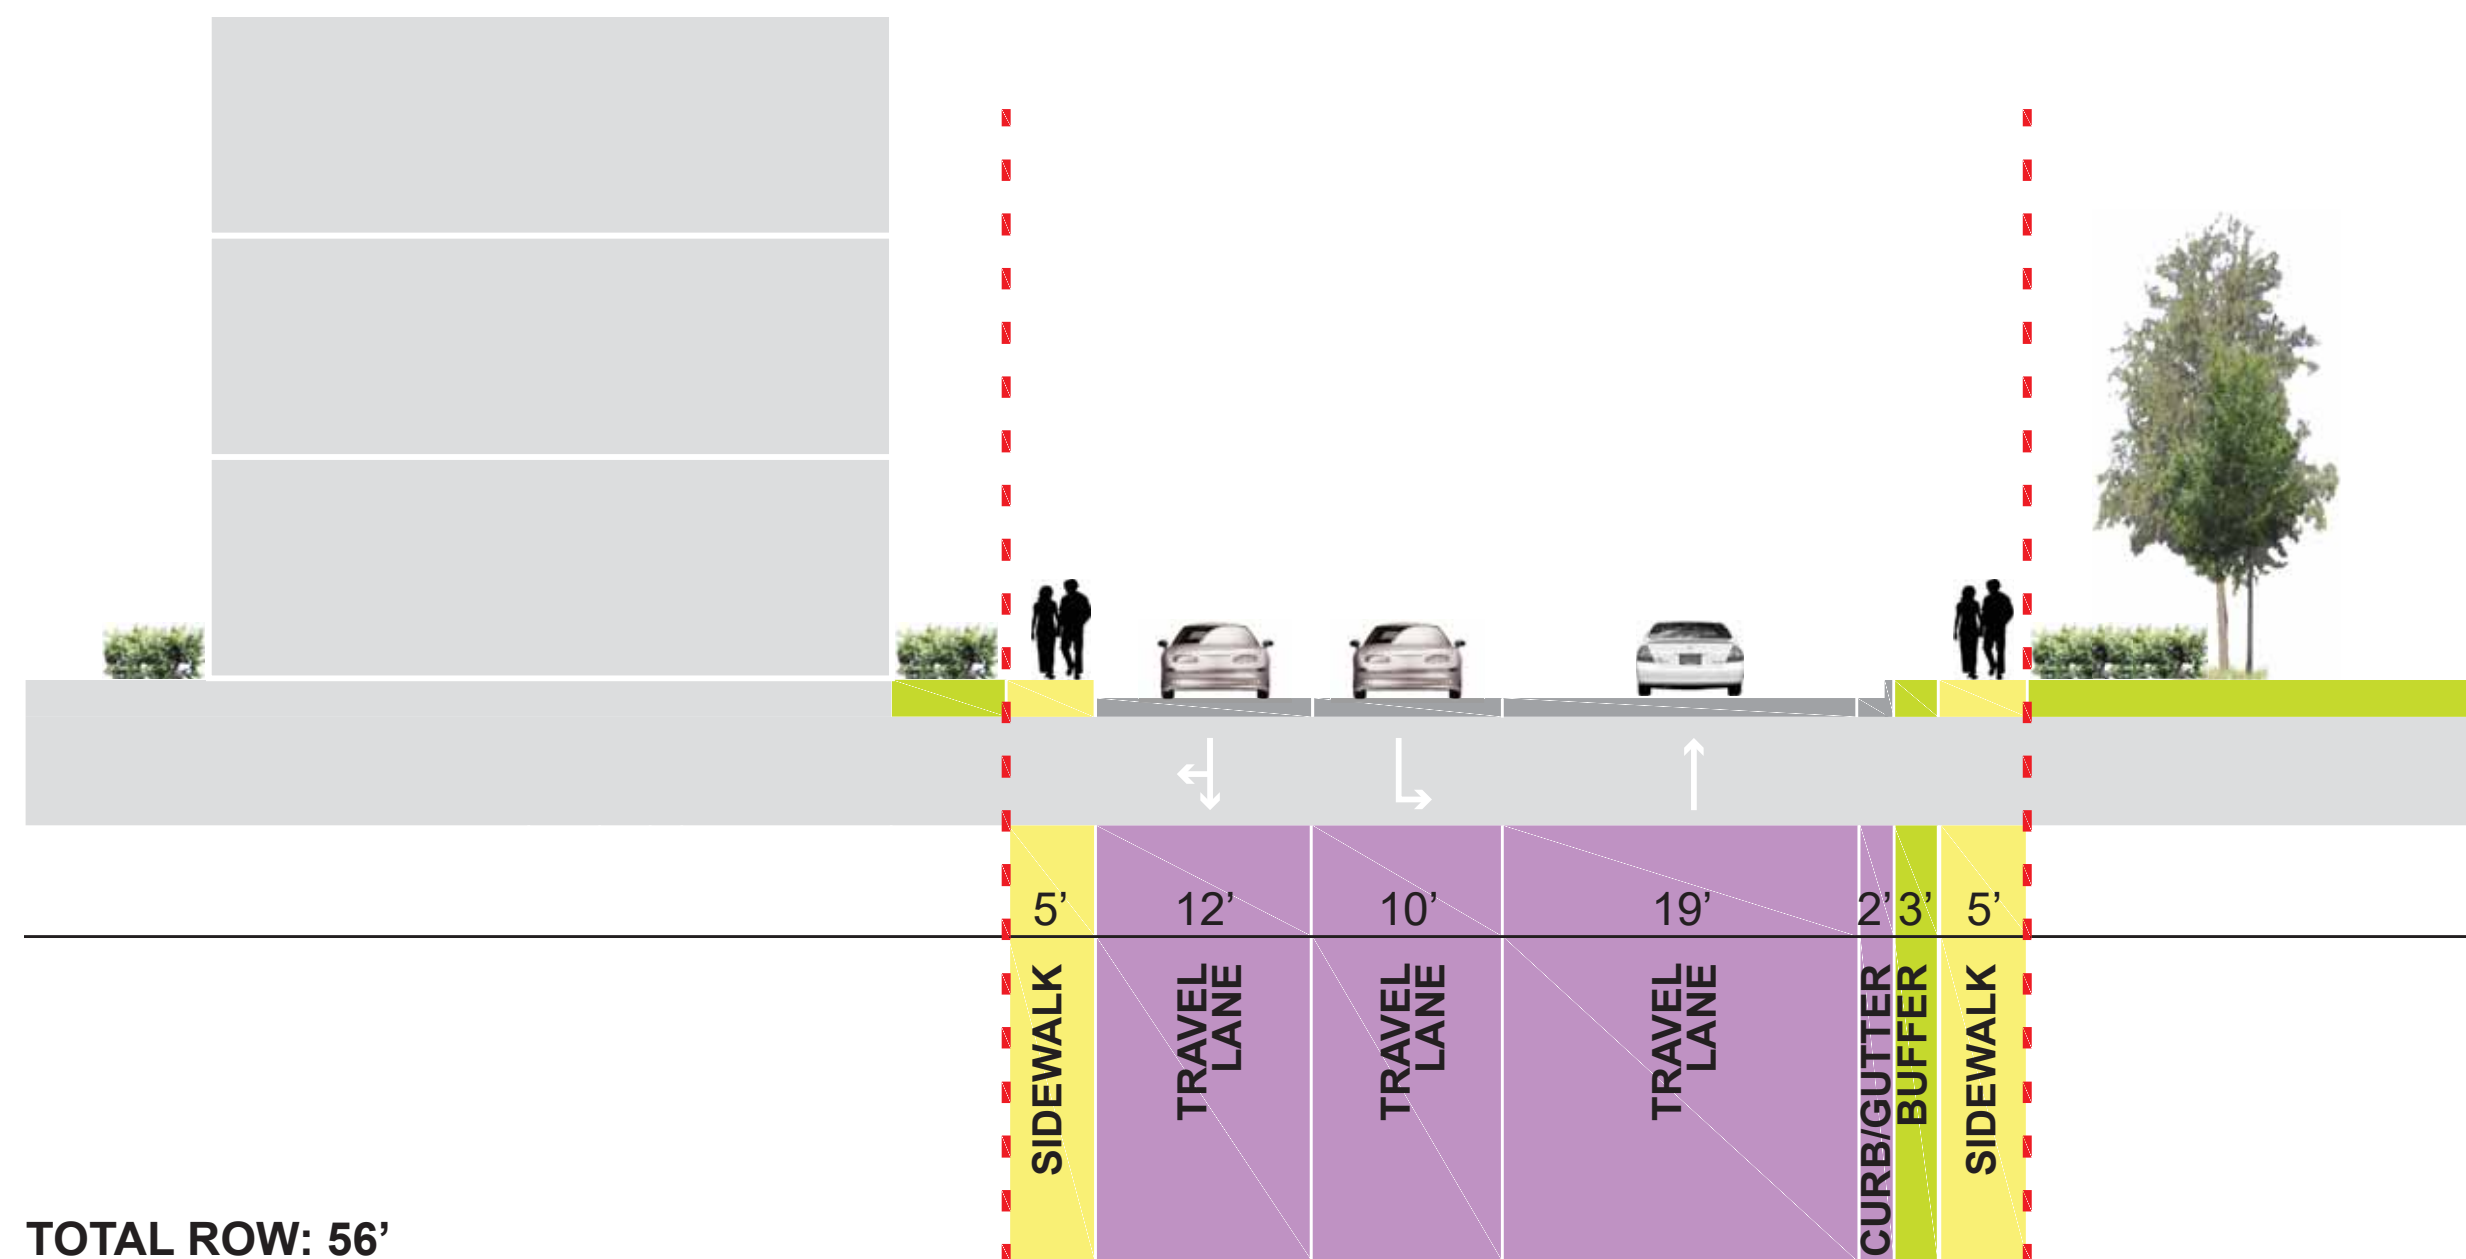 5’ 12’ 10’ 19’ 2’ 3’ 5’
SIDEWALK
TRAVEL
LANE
TRAVEL
LANE
TRAVEL
LANE
CURB/GUTTER
BUFFER
SIDEWALK
TOTAL ROW: 56’